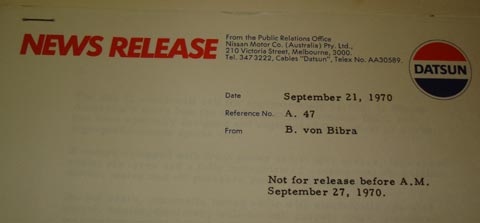 NEWS RELEASE
From the Public Relations Office
Nissan Motor Co. (Australia) Pty. Ltd.,
210 Victoria Street, Melbourne, 3000.
Tel. 347 3222, Cables "Datsun", Telex No. AA30589.
DATSUN
Date September 21, 1970
Reference No. A. 47
From B. von Bibra
Not for release before A.M.
September 27, 1970.